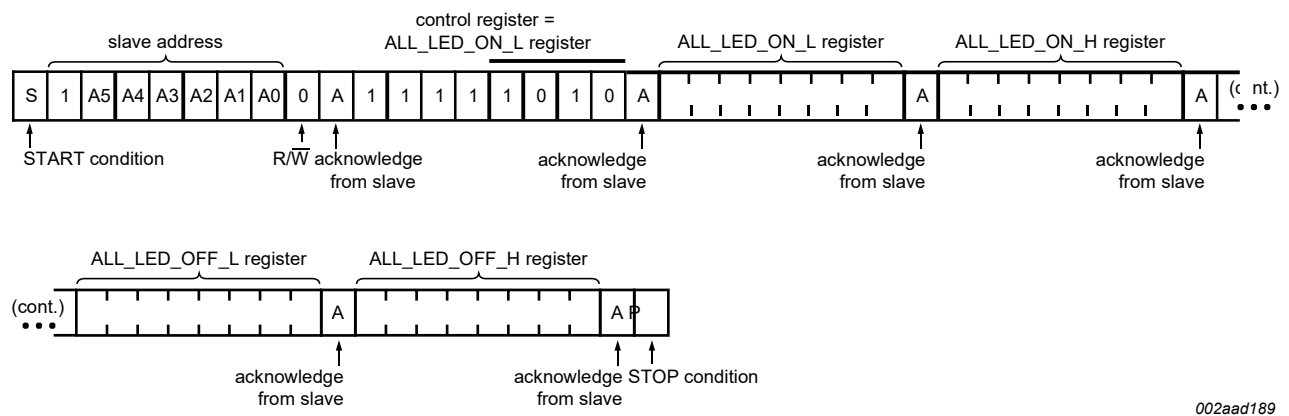 control register =
slave address ALL_LED_ON_L register ALL_LED_ON_L register ALL_LED_ON_H register
S 1 A5 A4 A3 A2 A1 A0 0 A 1 1 1 1 1 0 1 0 A A A (c nt.)
START condition R/W̅ acknowledge acknowledge acknowledge acknowledge
from slave from slave from slave from slave
ALL_LED_OFF_L register ALL_LED_OFF_H register
(cont.) A A P
acknowledge acknowledge STOP condition
from slave from slave
002aad189